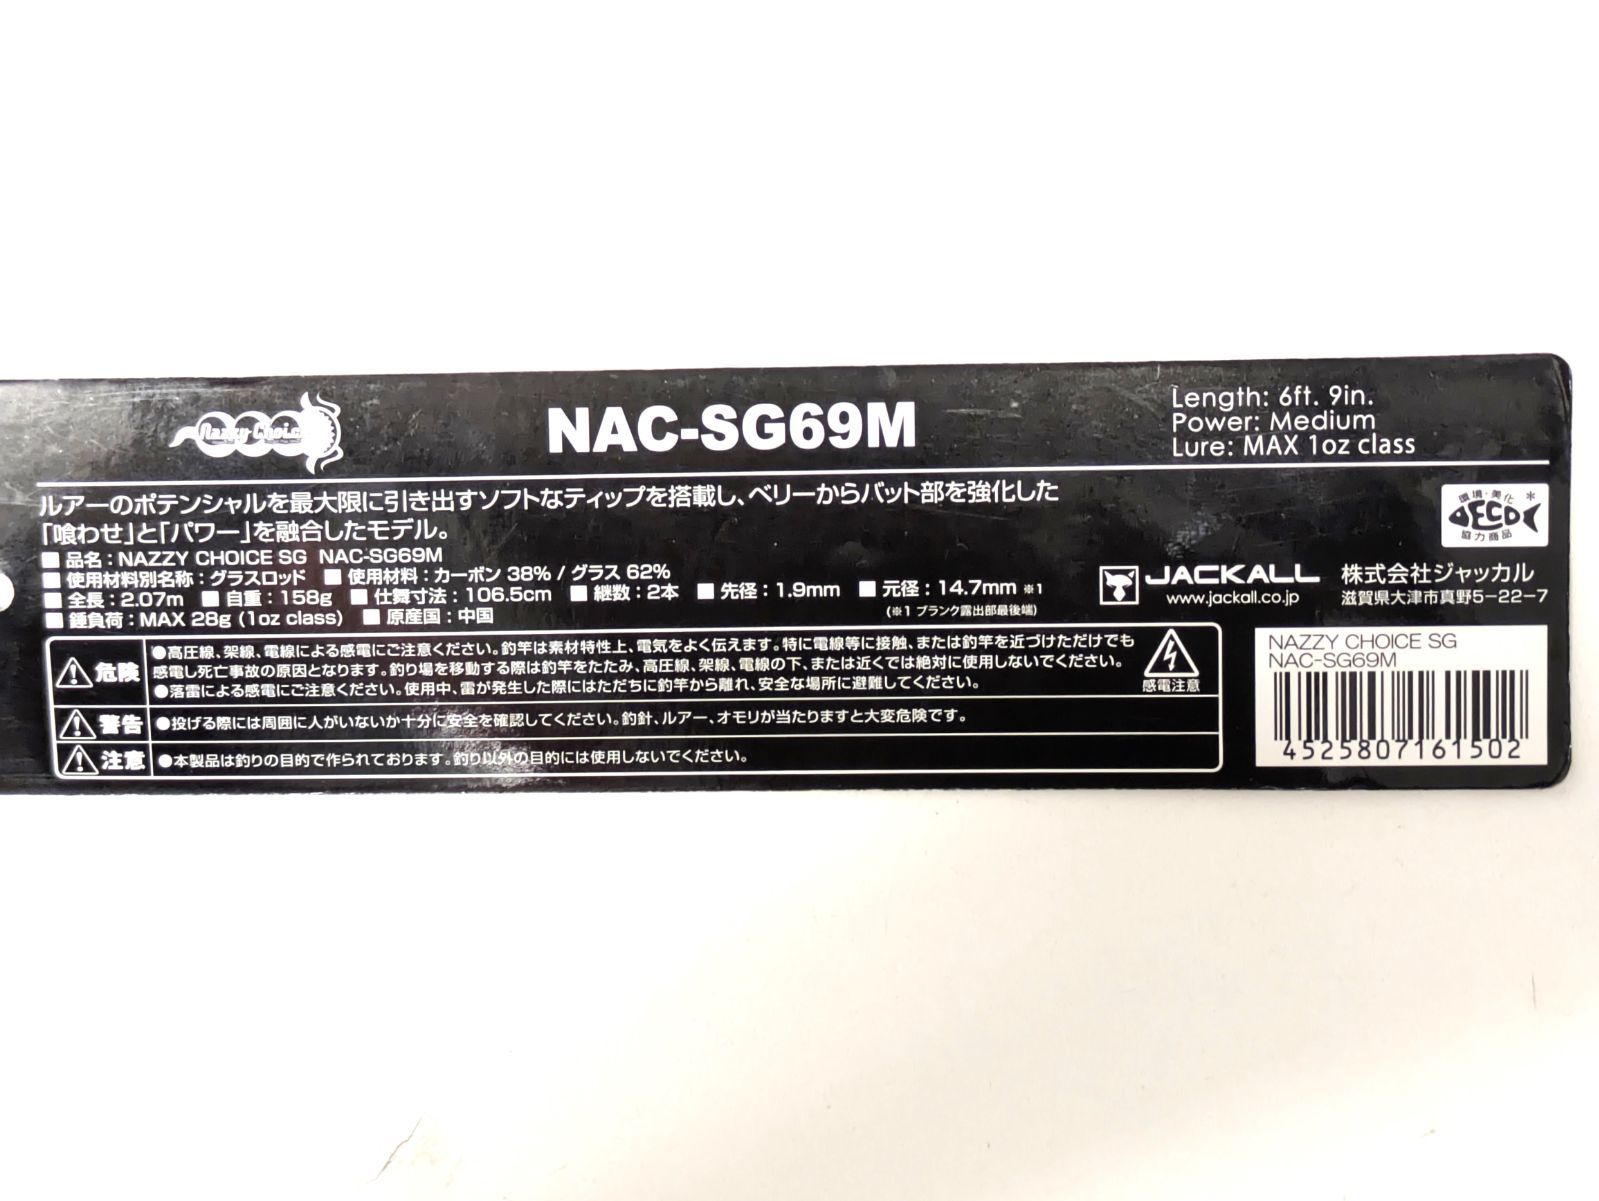 Nazzy Choice
NAC-SG69M
Length: 6ft. 9in.
Power: Medium
Lure: MAX 1oz class
ルアーのポテンシャルを最大限に引き出すソフトなティップを搭載し、ベリーからバット部を強化した
「喰わせ」と「パワー」を融合したモデル。
■ 品名：NAZZY CHOICE SG NAC-SG69M
■ 使用材料別名称：グラスロッド ■ 使用材料：カーボン 38% / グラス 62%
■ 全長：2.07m ■ 自重：158g ■ 仕舞寸法：106.5cm ■ 継数：2本 ■ 先径：1.9mm ■ 元径：14.7mm ※1
■ 錘負荷：MAX 28g (1oz class) ■ 原産国：中国 (※1 ブランク露出部最後端)
環境・美化
ECO
協力商品
JACKALL 株式会社ジャッカル
www.jackall.co.jp 滋賀県大津市真野5-22-7
危険
●高圧線、架線、電線による感電にご注意ください。釣竿は素材特性上、電気をよく伝えます。特に電線等に接触、または釣竿を近づけただけでも
感電し死亡事故の原因となります。釣り場を移動する際は釣竿をたたみ、高圧線、架線、電線の下、または近くでは絶対に使用しないでください。
●落雷による感電にご注意ください。使用中、雷が発生した際にはただちに釣竿から離れ、安全な場所に避難してください。
感電注意
警告 ●投げる際には周囲に人がいないか十分に安全を確認してください。釣針、ルアー、オモリが当たりますと大変危険です。
注意 ●本製品は釣りの目的で作られております。釣り以外の目的には使用しないでください。
NAZZY CHOICE SG
NAC-SG69M
4525807161502